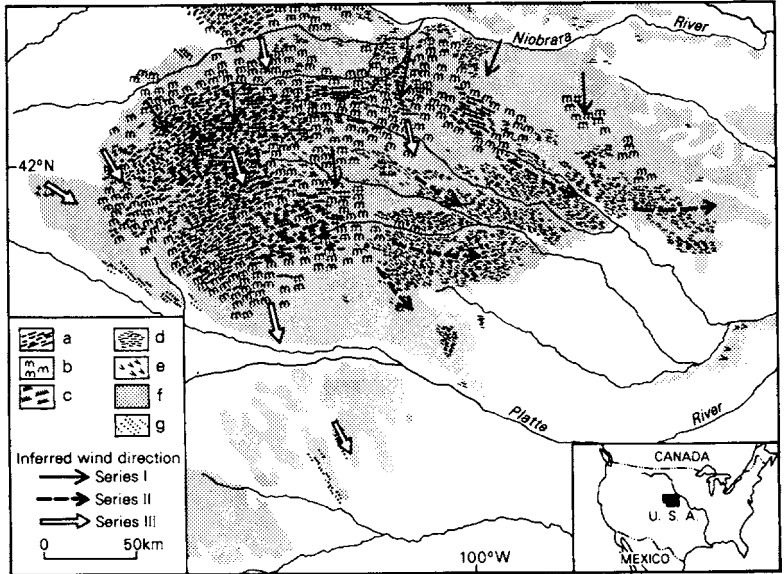 Niobrara River
42°N
a
b
m m m
c
d
e
f
g
Inferred wind direction
Series I
Series II
Series III
0 50km
Platte River
100°W
CANADA
U. S. A.
MEXICO